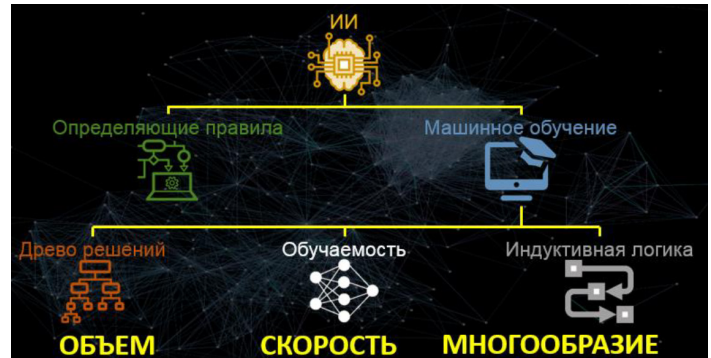 ИИ
Определяющие правила
Машинное обучение
Древо решений
Обучаемость
Индуктивная логика
ОБЪЕМ
СКОРОСТЬ
МНОГООБРАЗИЕ